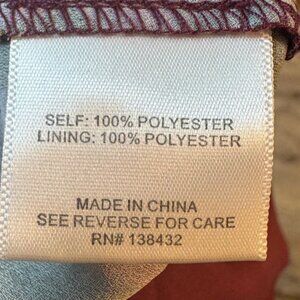 SELF: 100% POLYESTER
LINING: 100% POLYESTER
MADE IN CHINA
SEE REVERSE FOR CARE
RN# 138432